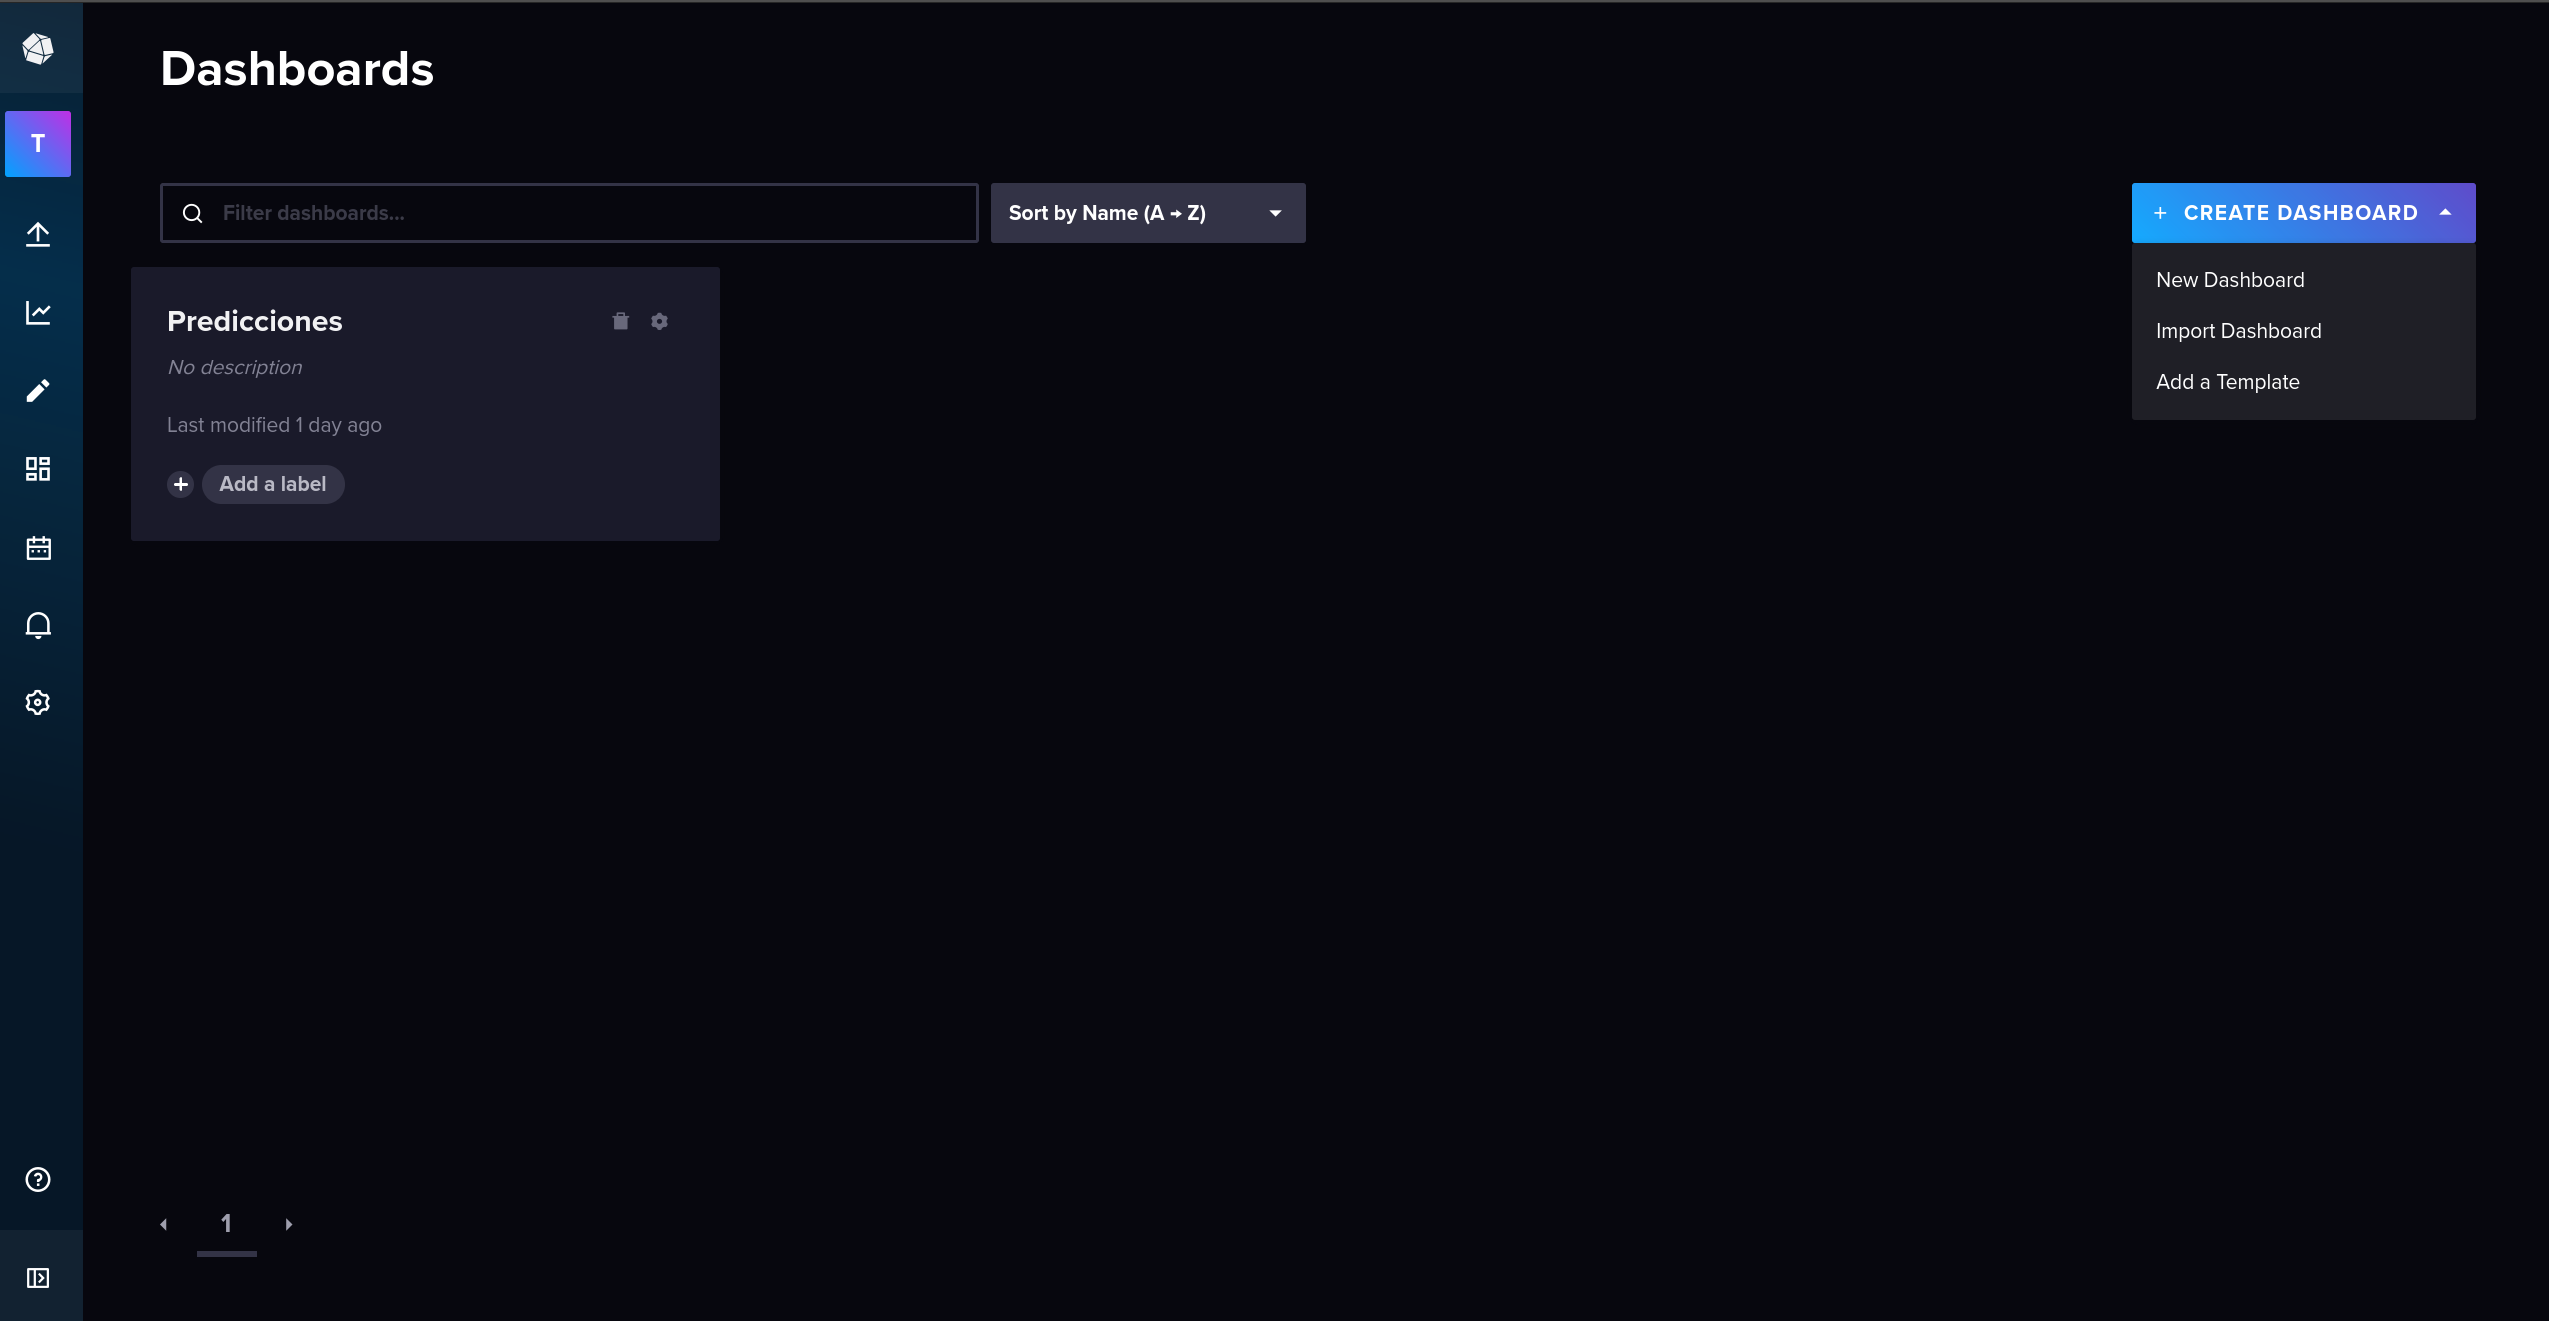 Dashboards
T
Filter dashboards...
Sort by Name (A → Z)
+ CREATE DASHBOARD
New Dashboard
Import Dashboard
Add a Template
Predicciones
No description
Last modified 1 day ago
+ Add a label
1